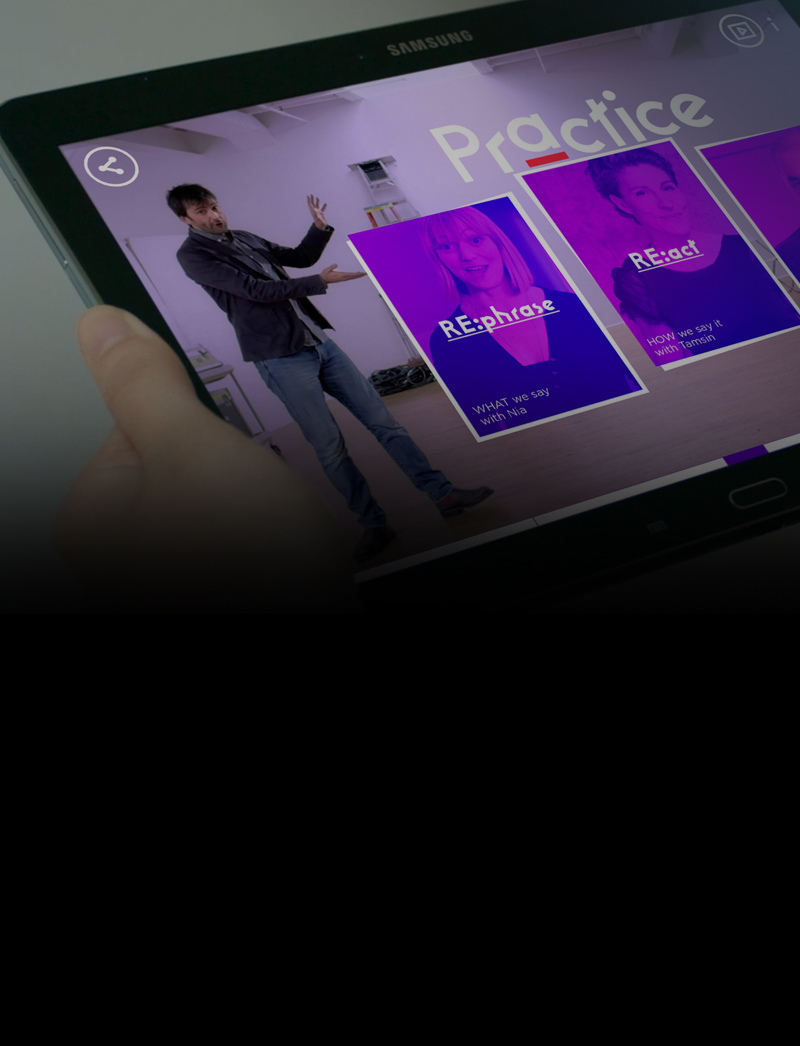 SAMSUNG
Practice
RE:phrase
WHAT we say
with Nia
RE:act
HOW we say it
with Tamsin